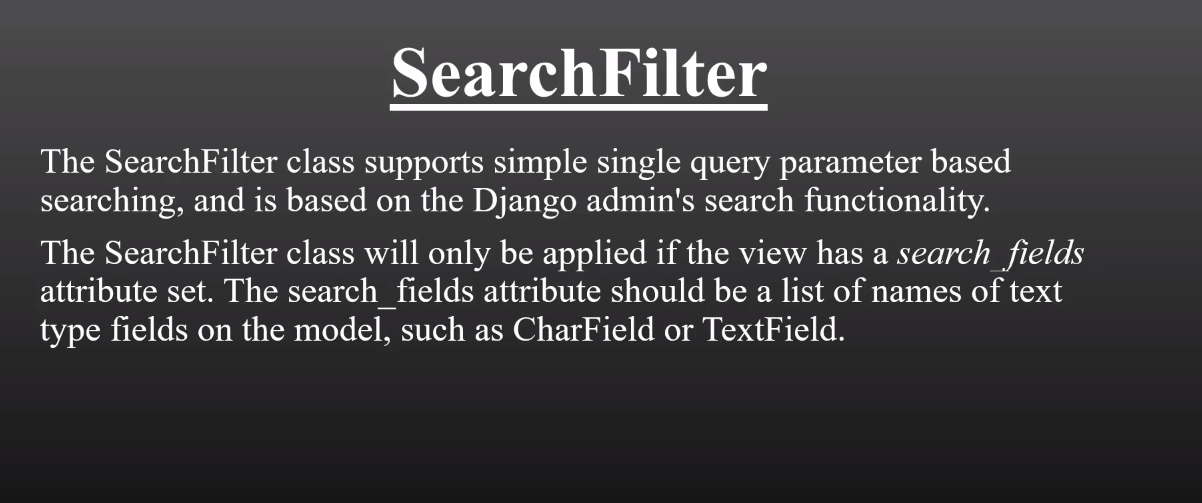 SearchFilter
The SearchFilter class supports simple single query parameter based
searching, and is based on the Django admin's search functionality.
The SearchFilter class will only be applied if the view has a search_fields
attribute set. The search_fields attribute should be a list of names of text
type fields on the model, such as CharField or TextField.